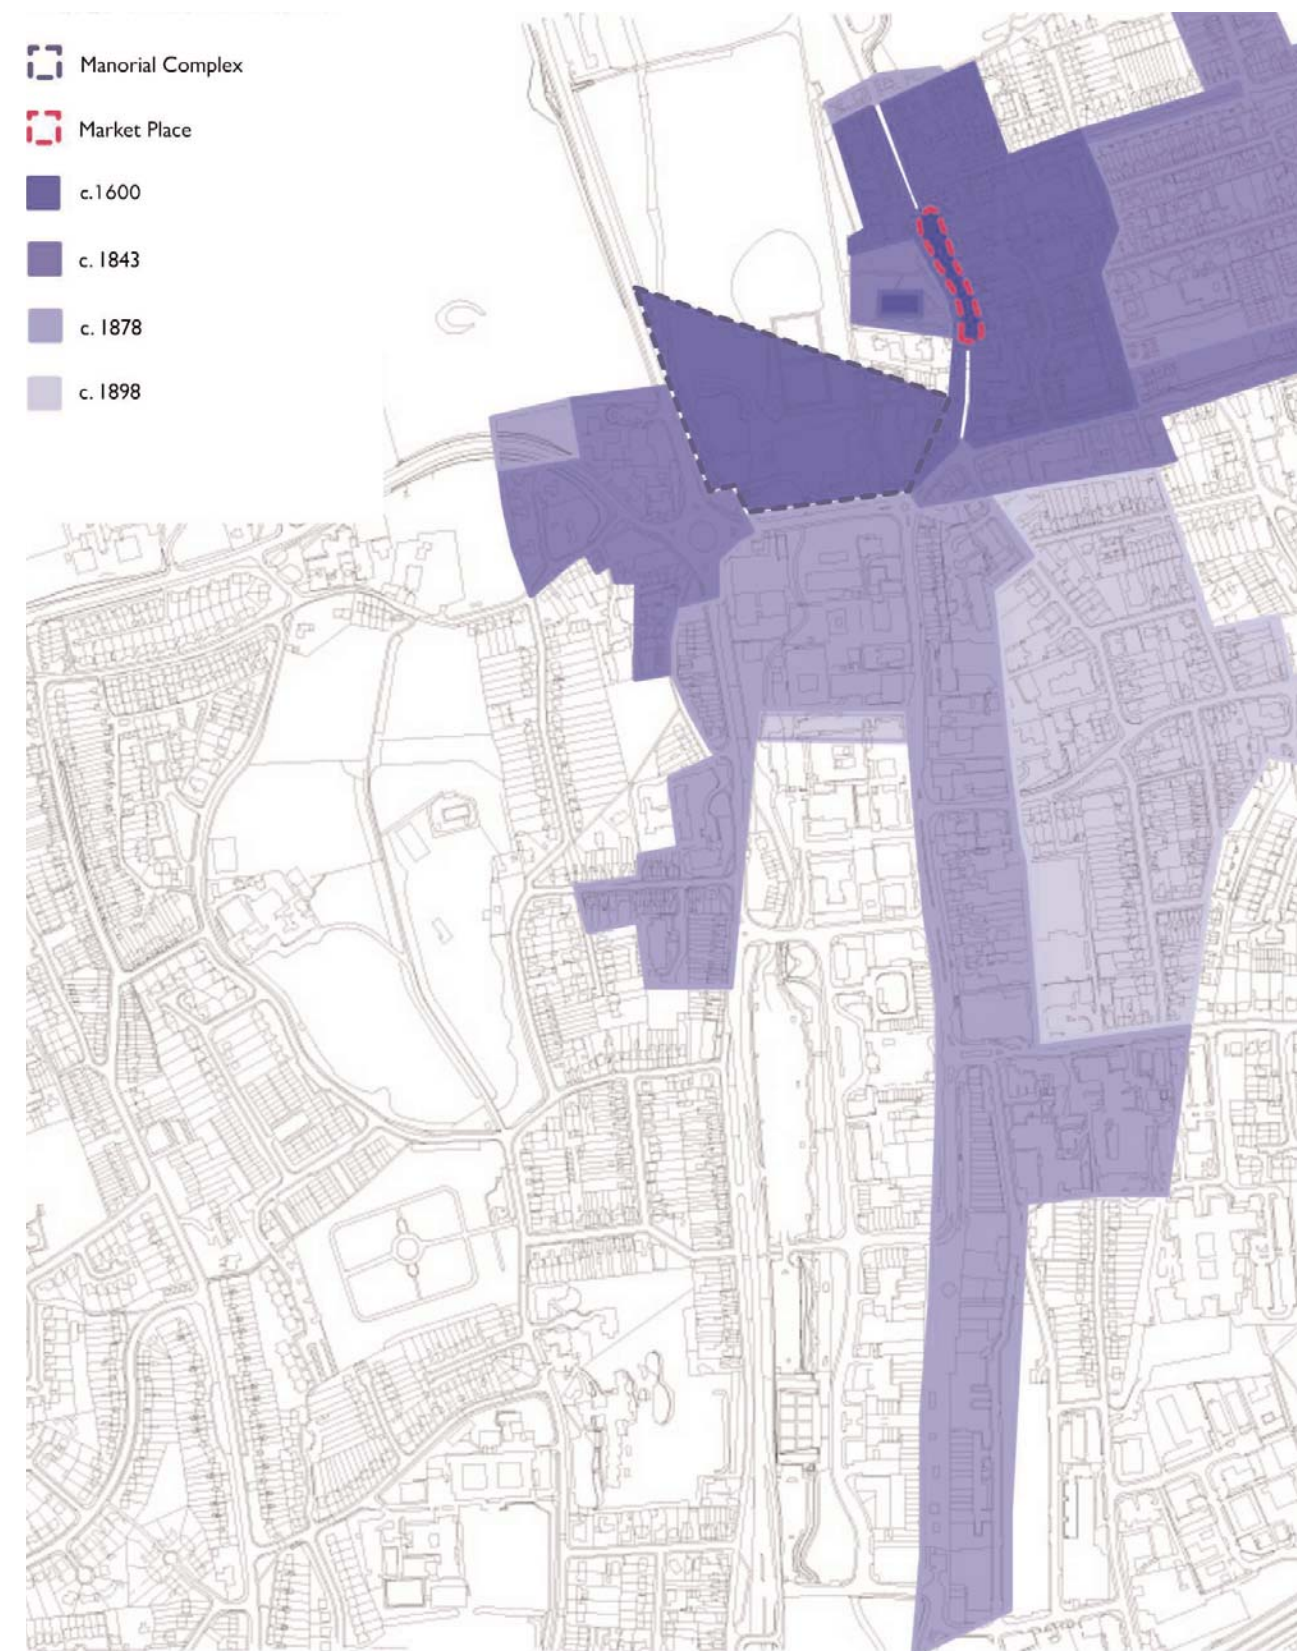 Manorial Complex
Market Place
c.1600
c. 1843
c. 1878
c. 1898